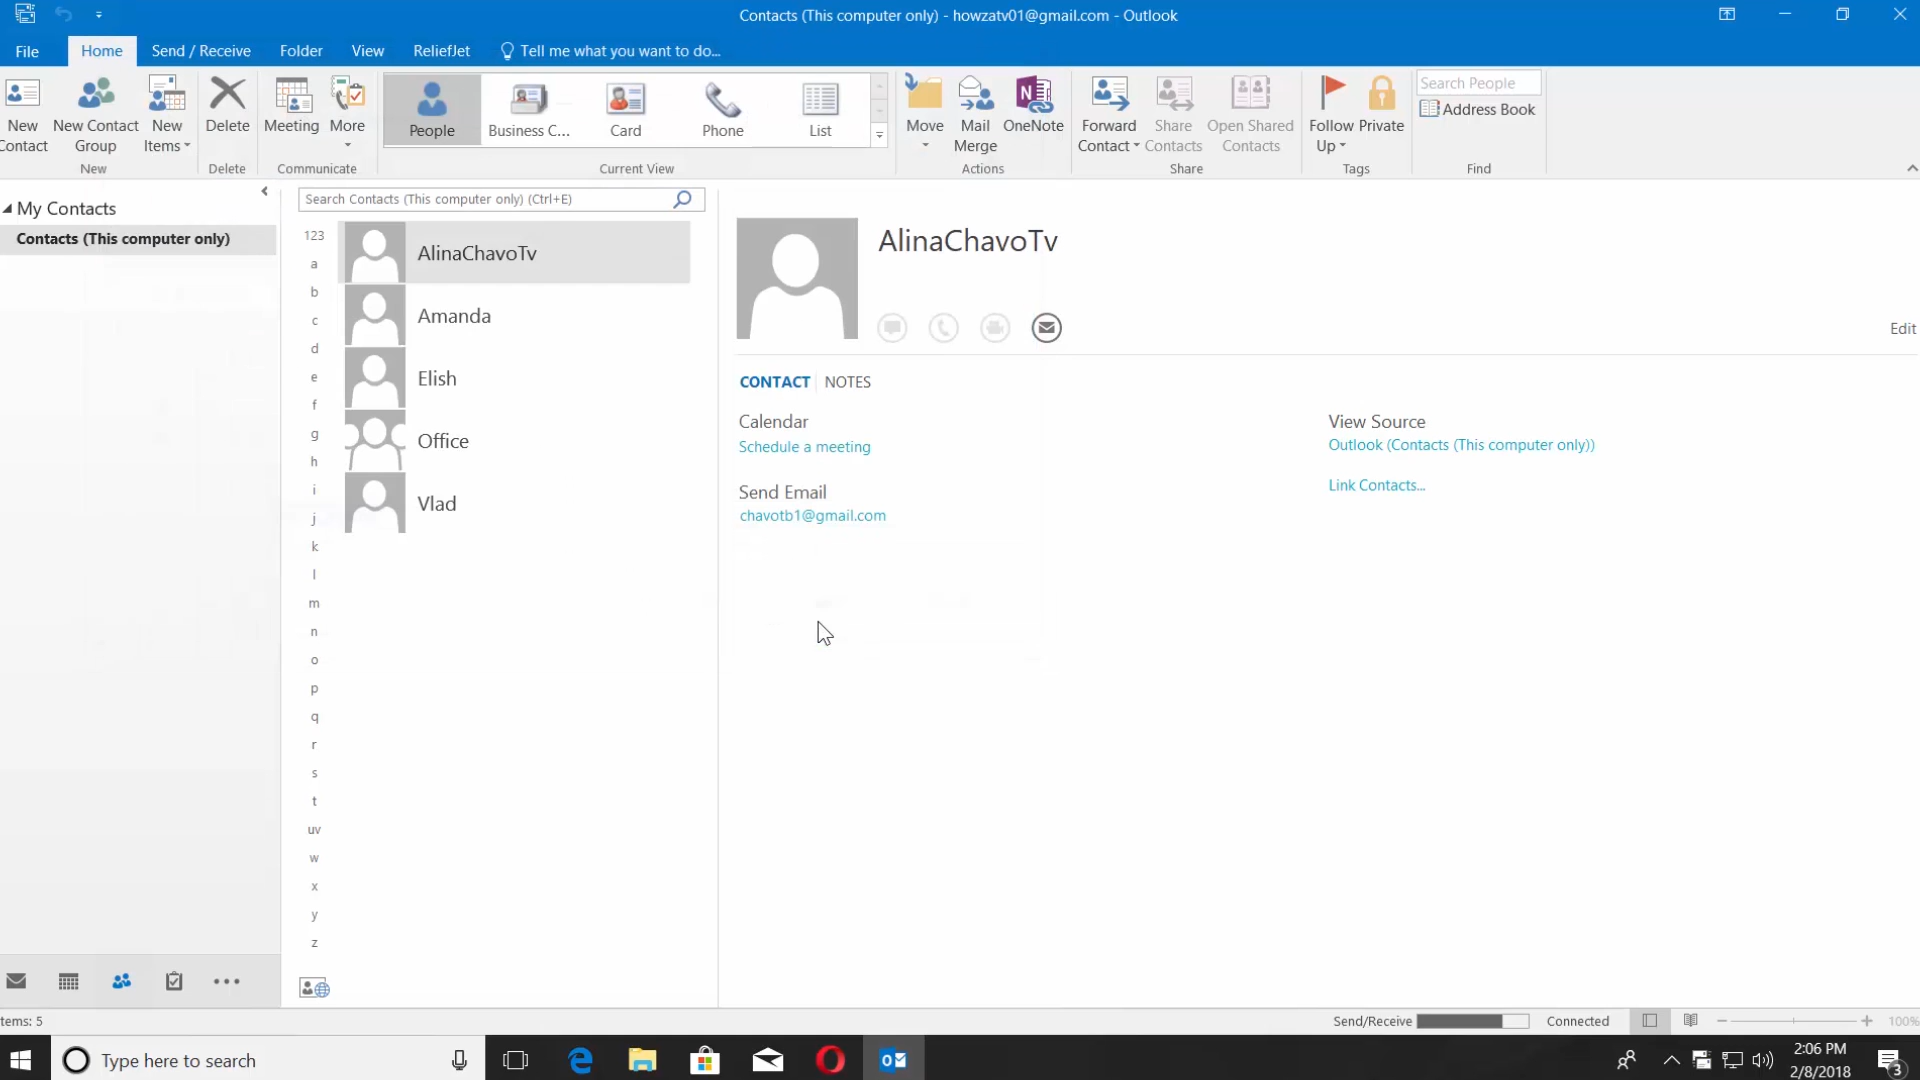 Contacts (This computer only) - howzatv01@gmail.com - Outlook
File Home Send / Receive Folder View ReliefJet Tell me what you want to do...
New Contact
New Contact Group
New Items
New
Delete
Delete
Meeting More
Communicate
People Business C... Card Phone List
Current View
Move Mail Merge OneNote
Actions
Forward Contact Share Contacts Open Shared Contacts
Share
Follow Up Private
Tags
Search People
Address Book
Find
My Contacts
Contacts (This computer only)
Search Contacts (This computer only) (Ctrl+E)
123
a
b
c
d
e
f
g
h
i
j
k
l
m
n
o
p
q
r
s
t
uv
w
x
y
z
AlinaChavoTv
Amanda
Elish
Office
Vlad
AlinaChavoTv
Edit
CONTACT NOTES
Calendar
Schedule a meeting
Send Email
chavotb1@gmail.com
View Source
Outlook (Contacts (This computer only))
Link Contacts...
tems: 5
Send/Receive Connected 100%
Type here to search
2:06 PM
2/8/2018
3